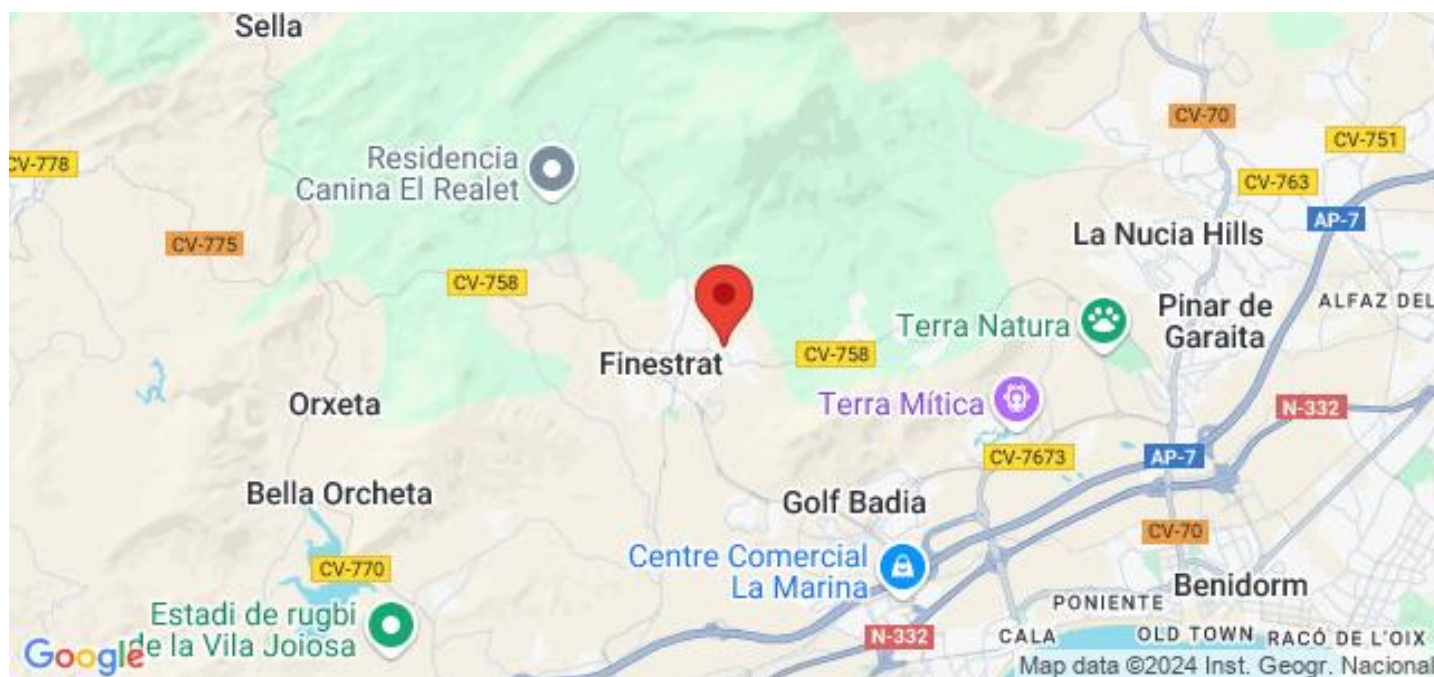 Sella
CV-70
CV-751
CV-778
Residencia
Canina El Realet
CV-763
AP-7
La Nucia Hills
CV-775
CV-758
Terra Natura
Pinar de
Garaita
ALFAZ DEL
Finestrat
CV-758
Orxeta
Terra Mítica
N-332
CV-7673
AP-7
Bella Orcheta
Golf Badia
CV-70
Centre Comercial
La Marina
CV-770
Benidorm
PONIENTE
Estadi de rugbi
de la Vila Joiosa
N-332
CALA
OLD TOWN
RACÓ DE L'OIX
Google
Map data ©2024 Inst. Geogr. Nacional